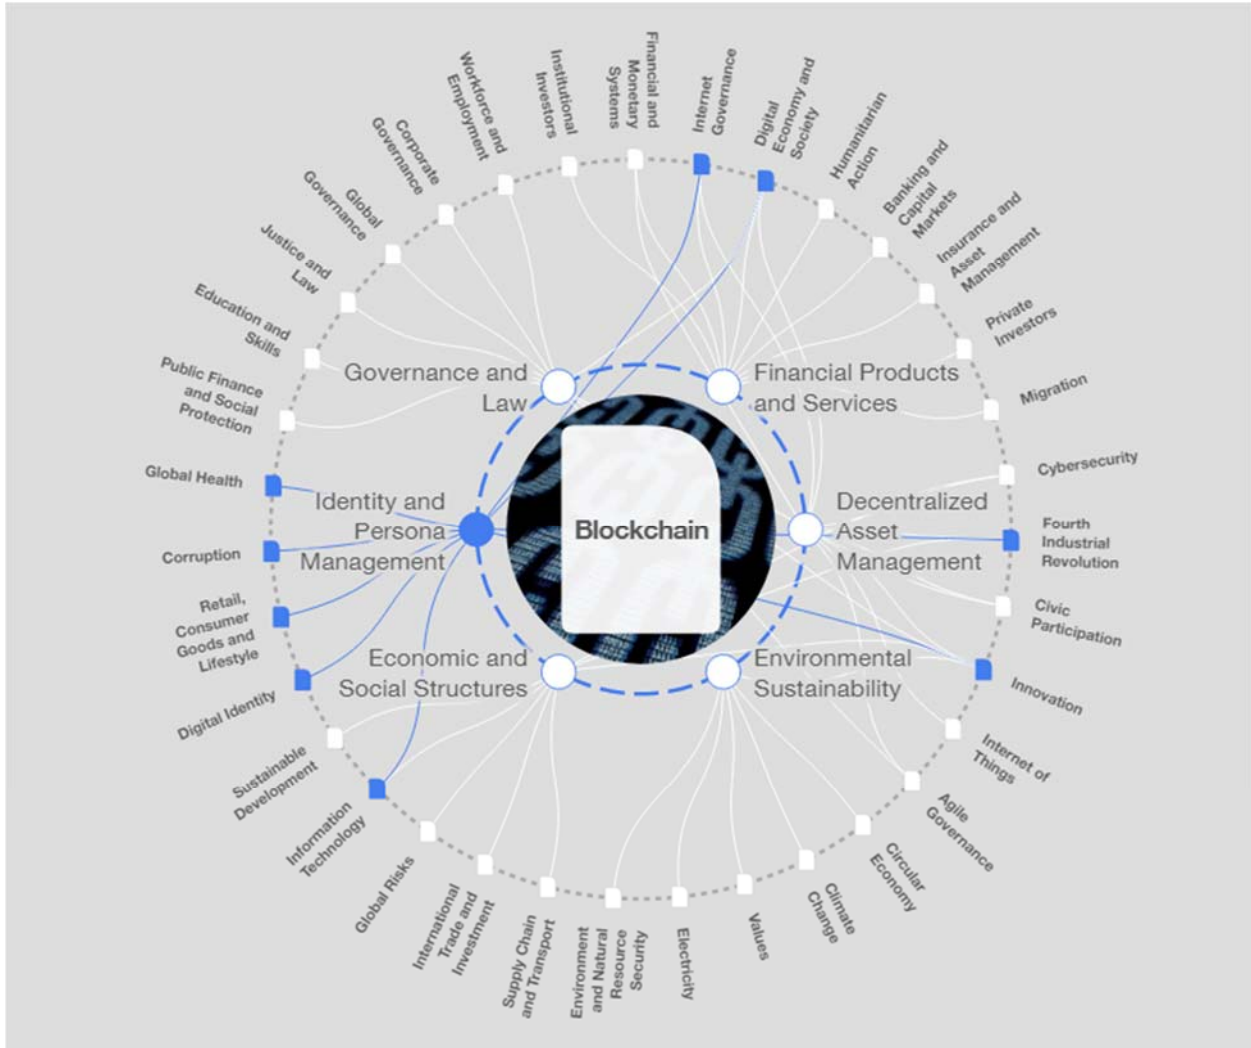 Financial and
Monetary
Systems
Internet
Governance
Digital
Economy and
Society
Humanitarian
Action
Banking and
Capital
Markets
Insurance and
Asset
Management
Private
Investors
Migration
Cybersecurity
Fourth
Industrial
Revolution
Civic
Participation
Innovation
Internet of
Things
Agile
Governance
Circular
Economy
Climate
Change
Values
Electricity
Environment
and Natural
Resource
Security
Supply Chain
and Transport
International
Trade and
Investment
Global Risks
Information
Technology
Sustainable
Development
Digital Identity
Retail,
Consumer
Goods and
Lifestyle
Corruption
Global Health
Public Finance
and Social
Protection
Education and
Skills
Justice and
Law
Global
Governance
Corporate
Governance
Workforce and
Employment
Institutional
Investors
Governance and
Law
Financial Products
and Services
Identity and
Persona
Management
Blockchain
Decentralized
Asset
Management
Economic and
Social Structures
Environmental
Sustainability